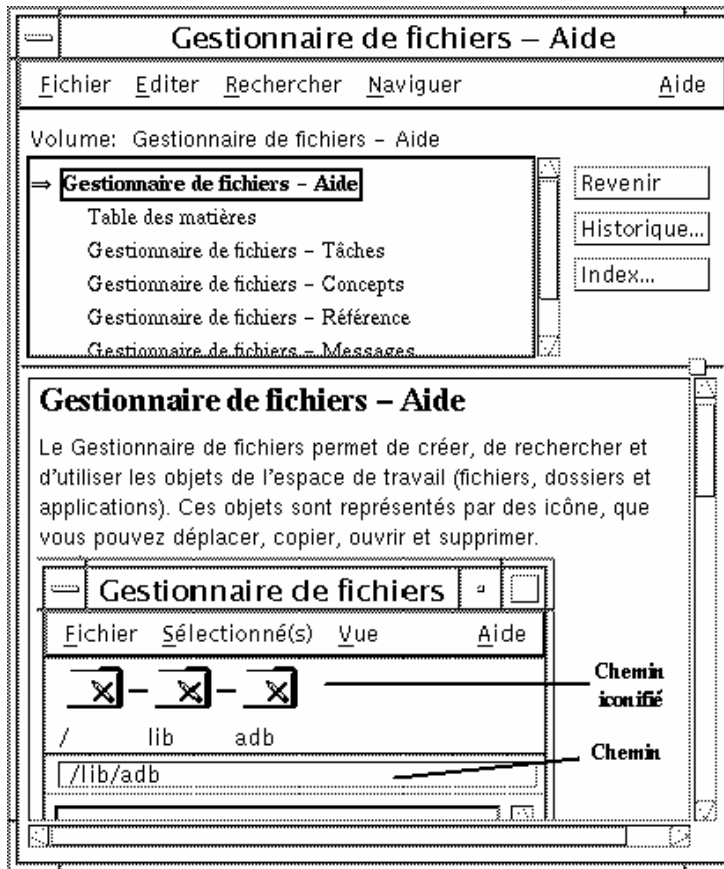 Gestionnaire de fichiers – Aide
Fichier Editer Rechercher Naviguer Aide
Volume: Gestionnaire de fichiers – Aide
⇒ Gestionnaire de fichiers – Aide
Table des matières
Gestionnaire de fichiers – Tâches
Gestionnaire de fichiers – Concepts
Gestionnaire de fichiers – Référence
Gestionnaire de fichiers – Messages
Revenir
Historique...
Index...
Gestionnaire de fichiers – Aide
Le Gestionnaire de fichiers permet de créer, de rechercher et
d'utiliser les objets de l'espace de travail (fichiers, dossiers et
applications). Ces objets sont représentés par des icône, que
vous pouvez déplacer, copier, ouvrir et supprimer.
Gestionnaire de fichiers
Fichier Sélectionné(s) Vue Aide
/ lib adb
/lib/adb
Chemin
iconifié
Chemin